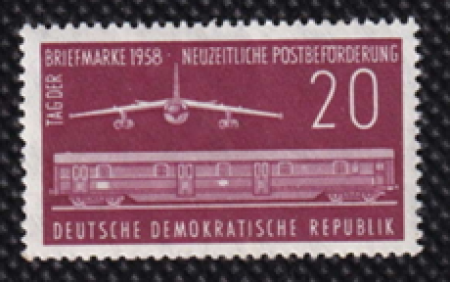 TAG DER BRIEFMARKE 1958 · NEUZEITLICHE POSTBEFÖRDERUNG
20
DEUTSCHE DEMOKRATISCHE REPUBLIK